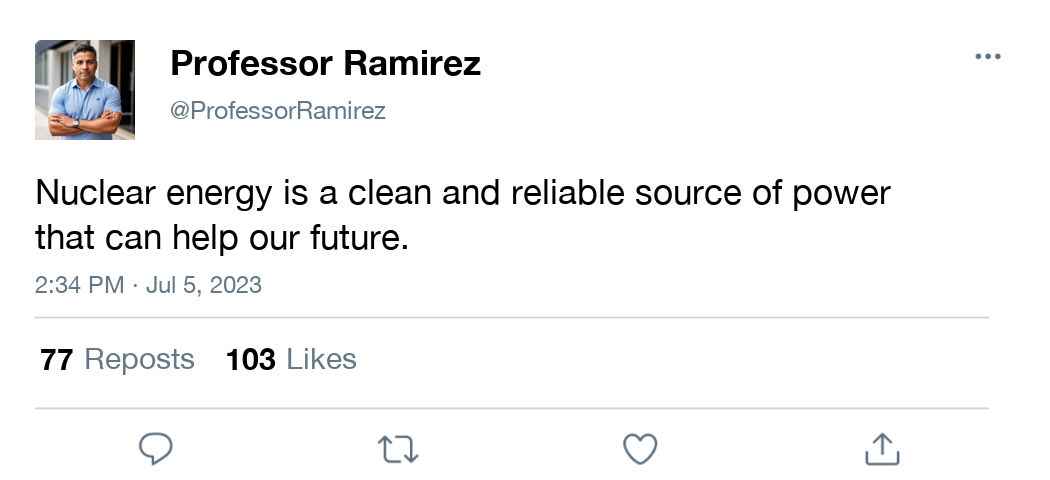 Professor Ramirez
@ProfessorRamirez
Nuclear energy is a clean and reliable source of power
that can help our future.
2:34 PM · Jul 5, 2023
77 Reposts 103 Likes